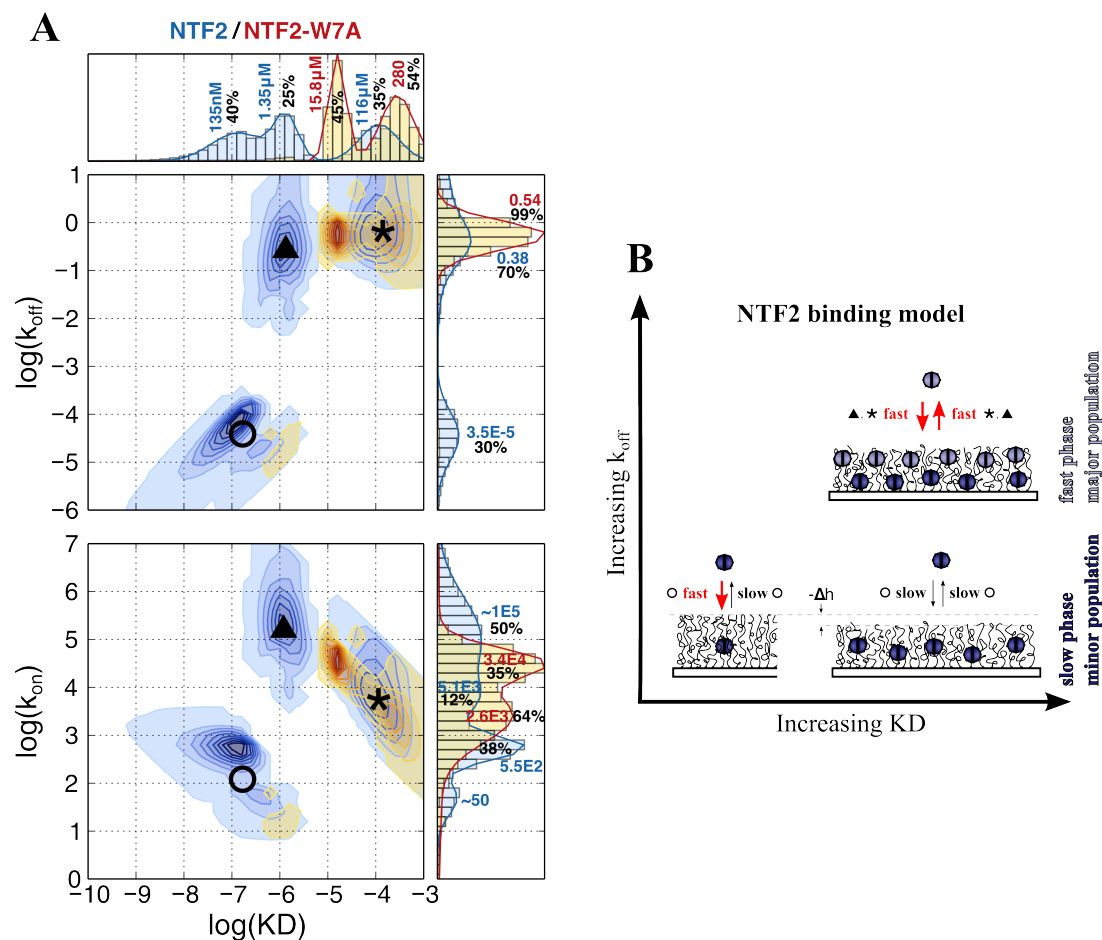 A
NTF2 / NTF2-W7A
135nM
40%
1.35µM
25%
15.8µM
45%
116µM
35%
280
54%
1
0
−1
−2
−3
−4
−5
−6
log(koff)
0.54
99%
0.38
70%
3.5E-5
30%
7
6
5
4
3
2
1
0
log(kon)
~1E5
50%
3.4E4
35%
5.1E3
12%
2.6E3 64%
38%
5.5E2
~50
−10 −9 −8 −7 −6 −5 −4 −3
log(KD)
B
NTF2 binding model
Increasing koff
fast fast
fast phase
major population
fast slow
-Δh
slow slow
slow phase
minor population
Increasing KD